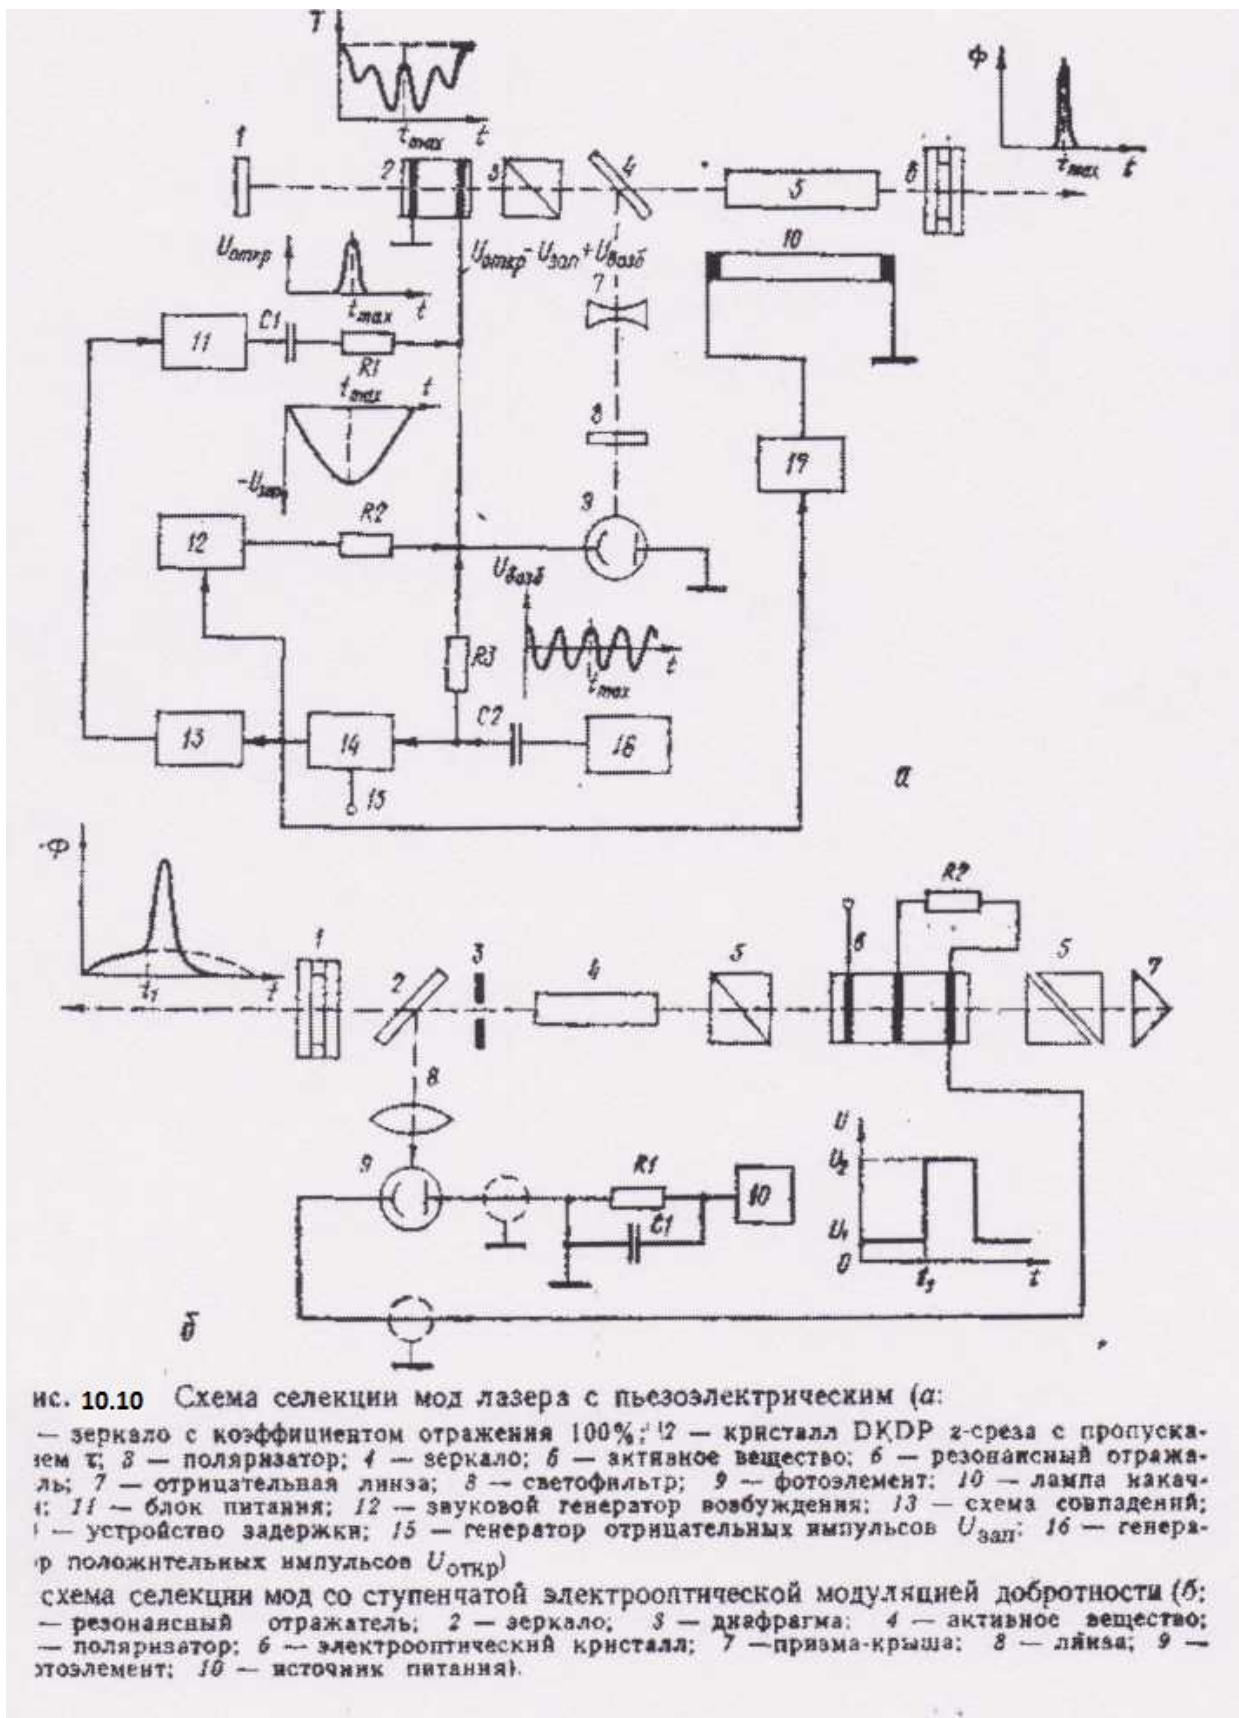 T
t max
t
Ф
t max
t
1
2
3
4
5
6
U откр
t max
t
U откр - U зап + U возб
7
10
11
C1
R1
t max
t
-U зап
8
19
12
R2
9
U возб
t
t max
R3
13
14
15
C2
16
а
Ф
t1
t
1
2
3
4
5
6
R2
5
7
8
9
R1
C1
10
U
U2
U1
0
t
б
ис. 10.10 Схема селекции мод лазера с пьезоэлектрическим (а:
— зеркало с коэффициентом отражения 100%; 2 — кристалл DKDP z-среза с пропуска-
ием τ; 3 — поляризатор; 4 — зеркало; 5 — активное вещество; 6 — резонансный отража-
ль; 7 — отрицательная линза; 8 — светофильтр; 9 — фотоэлемент; 10 — лампа накач-
и; 11 — блок питания; 12 — звуковой генератор возбуждения; 13 — схема совпадений;
— устройство задержки; 15 — генератор отрицательных импульсов Uзап; 16 — генера-
р положительных импульсов Uоткр)
схема селекции мод со ступенчатой электрооптической модуляцией добротности (б:
— резонансный отражатель; 2 — зеркало; 3 — диафрагма; 4 — активное вещество;
— поляризатор; 6 — электрооптический кристалл; 7 — призма-крыша; 8 — линза; 9 —
отоэлемент; 10 — источник питания).